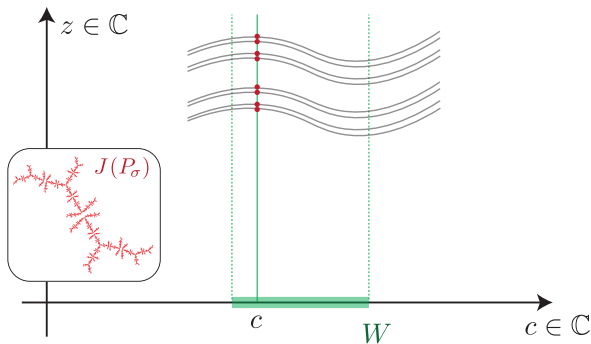 z ∈ ℂ
J(P_σ)
c
W
c ∈ ℂ